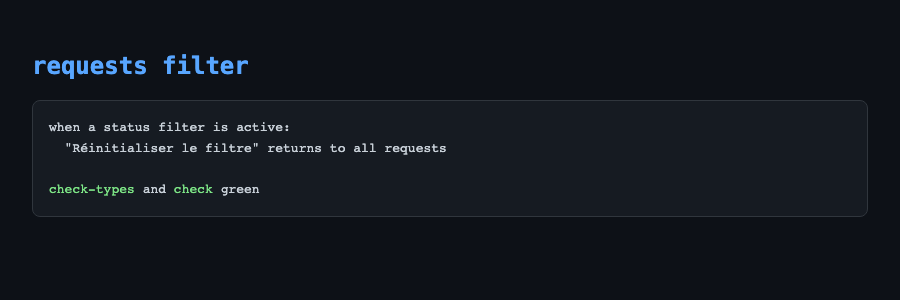 requests filter
when a status filter is active:
"Réinitialiser le filtre" returns to all requests
check-types and check green